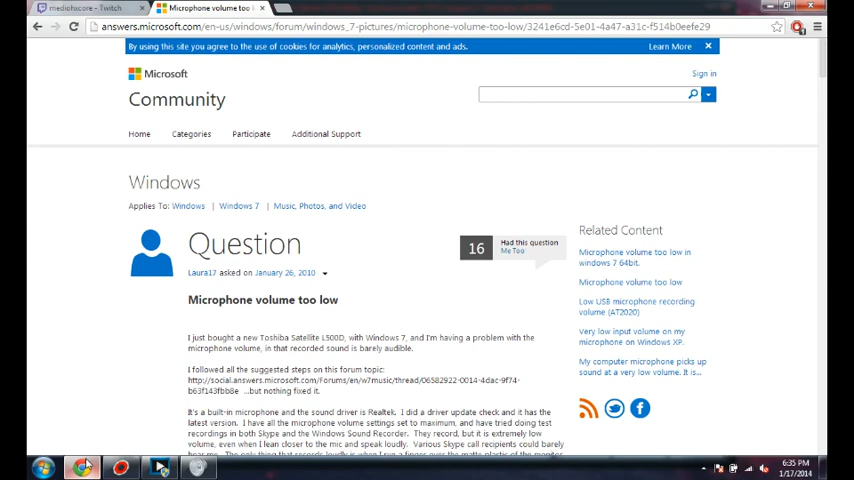 mediohxcore - Twitch
Microphone volume too l
answers.microsoft.com/en-us/windows/forum/windows_7-pictures/microphone-volume-too-low/3241e6cd-5e01-4a47-a31c-f514b0eefe29
By using this site you agree to the use of cookies for analytics, personalized content and ads.
Learn More
Microsoft
Sign in
Community
Home
Categories
Participate
Additional Support
Windows
Applies To: Windows | Windows 7 | Music, Photos, and Video
Question
16
Had this question
Me Too
Laura17 asked on January 26, 2010
Microphone volume too low
I just bought a new Toshiba Satellite L500D, with Windows 7, and I'm having a problem with the
microphone volume, in that recorded sound is barely audible.
I followed all the suggested steps on this forum topic:
http://social.answers.microsoft.com/Forums/en/w7music/thread/06582922-0014-4dac-9f74-
b63f143fbb8e ...but nothing fixed it.
It's a built-in microphone and the sound driver is Realtek. I did a driver update check and it has the
latest version. I have all the microphone volume settings set to maximum, and have tried doing test
recordings in both Skype and the Windows Sound Recorder. They record, but it is extremely low
volume, even when I lean closer to the mic and speak loudly. Various Skype call recipients could barely
Related Content
Microphone volume too low in
windows 7 64bit.
Microphone volume too low
Low USB microphone recording
volume (AT2020)
Very low input volume on my
microphone on Windows XP.
My computer microphone picks up
sound at a very low volume. It is...
6:35 PM
1/17/2014